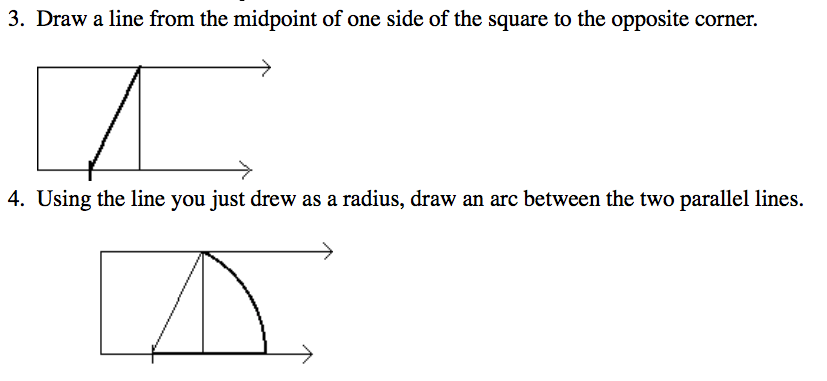 3. Draw a line from the midpoint of one side of the square to the opposite corner.
4. Using the line you just drew as a radius, draw an arc between the two parallel lines.